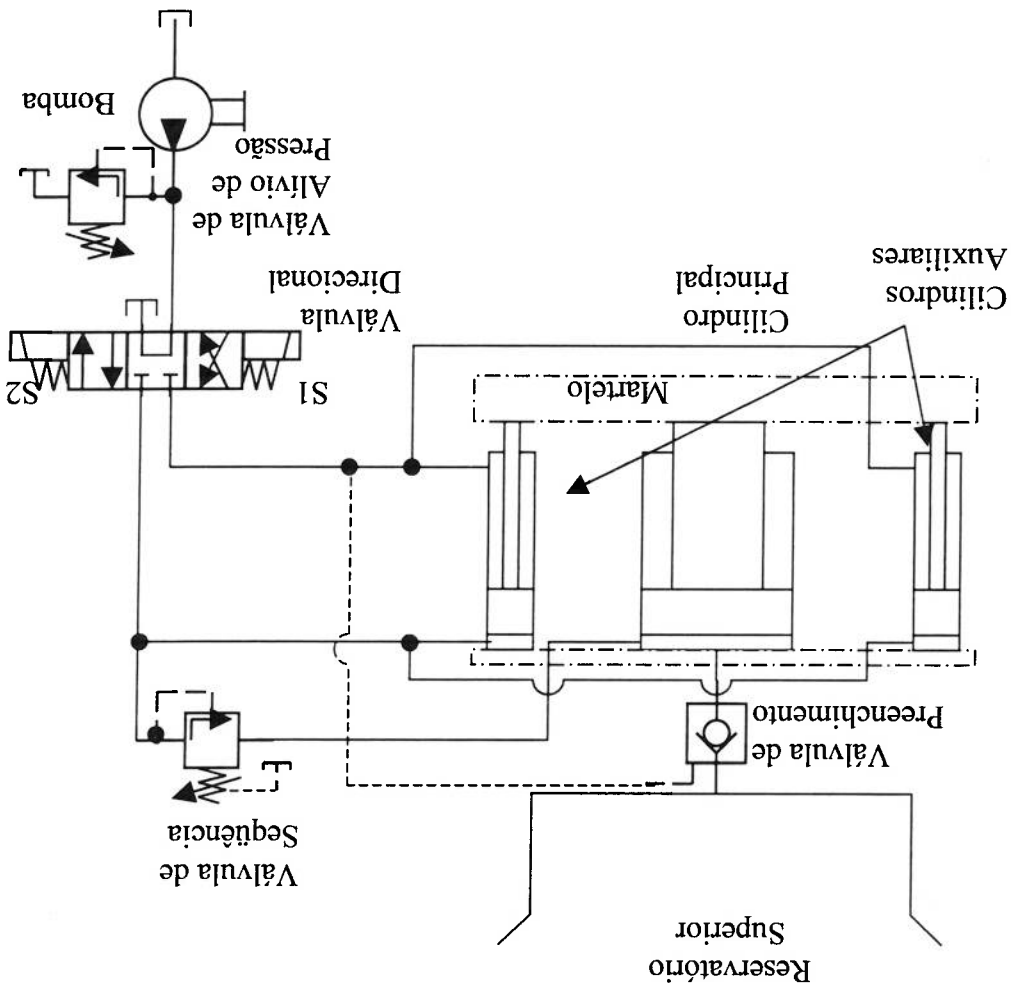 Reservatório
Superior
Válvula de
Seqüência
Válvula de
Preenchimento
S1
S2
Martelo
Cilindros
Auxiliares
Cilindro
Principal
Válvula
Direcional
Válvula de
Alívio de
Pressão
Bomba